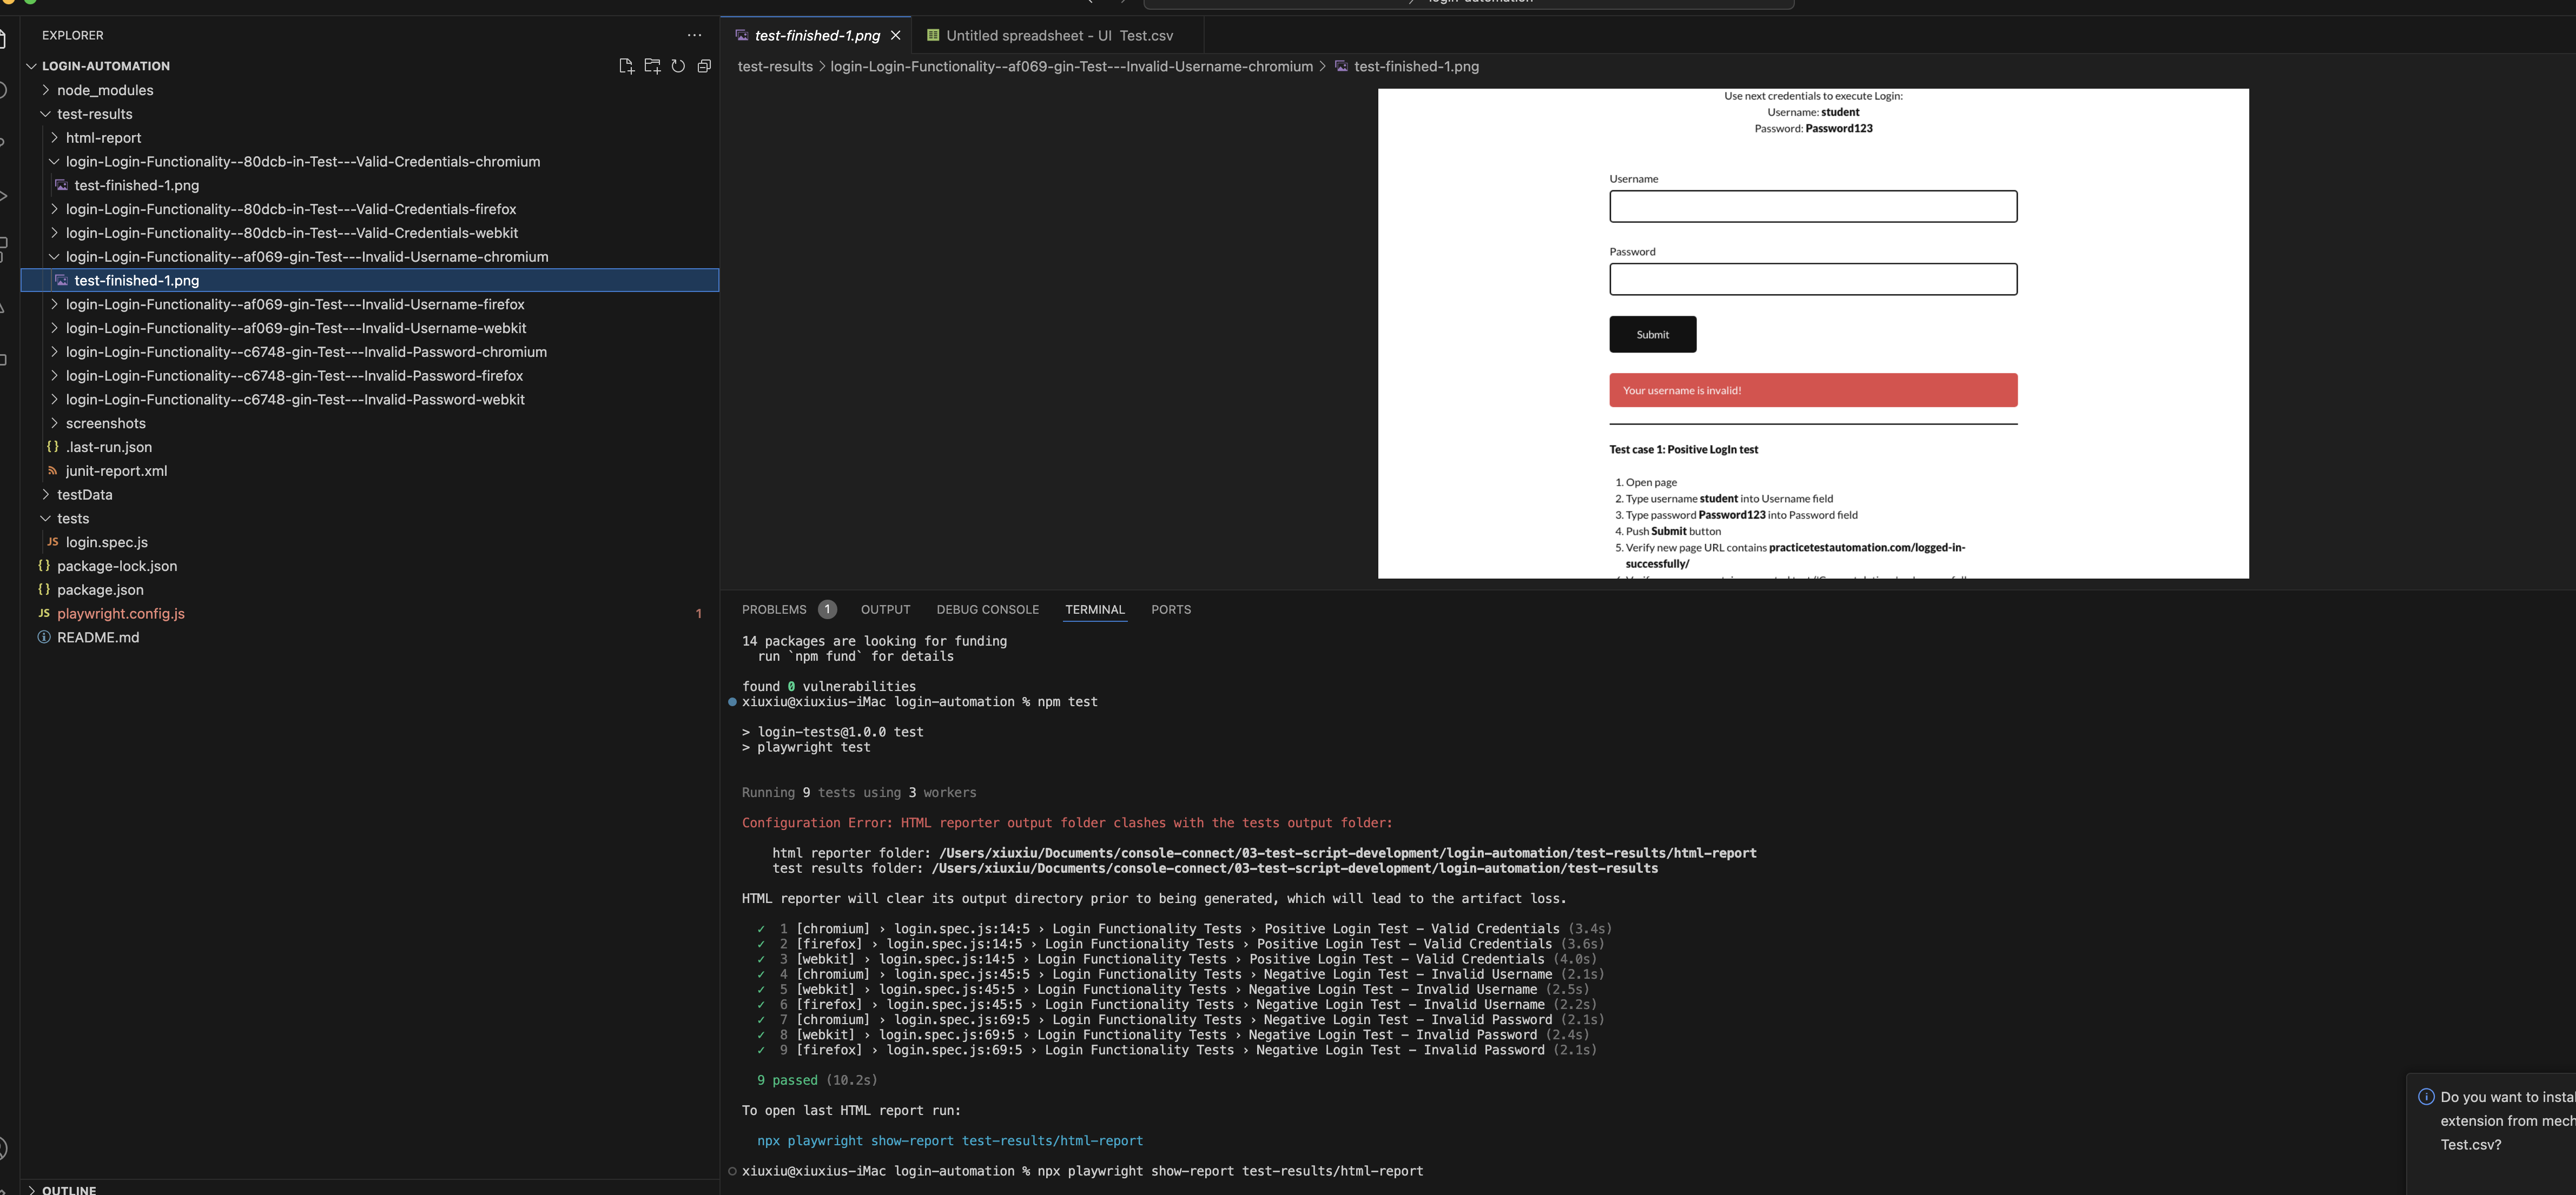 EXPLORER
LOGIN-AUTOMATION
node_modules
test-results
html-report
login-Login-Functionality--80dcb-in-Test---Valid-Credentials-chromium
test-finished-1.png
login-Login-Functionality--80dcb-in-Test---Valid-Credentials-firefox
login-Login-Functionality--80dcb-in-Test---Valid-Credentials-webkit
login-Login-Functionality--af069-gin-Test---Invalid-Username-chromium
test-finished-1.png
login-Login-Functionality--af069-gin-Test---Invalid-Username-firefox
login-Login-Functionality--af069-gin-Test---Invalid-Username-webkit
login-Login-Functionality--c6748-gin-Test---Invalid-Password-chromium
login-Login-Functionality--c6748-gin-Test---Invalid-Password-firefox
login-Login-Functionality--c6748-gin-Test---Invalid-Password-webkit
screenshots
{} .last-run.json
junit-report.xml
testData
tests
JS login.spec.js
{} package-lock.json
{} package.json
JS playwright.config.js 1
README.md
OUTLINE
test-finished-1.png
Untitled spreadsheet - UI Test.csv
test-results > login-Login-Functionality--af069-gin-Test---Invalid-Username-chromium > test-finished-1.png
Use next credentials to execute Login:
Username: student
Password: Password123
Username
Password
Submit
Your username is invalid!
Test case 1: Positive LogIn test
1. Open page
2. Type username student into Username field
3. Type password Password123 into Password field
4. Push Submit button
5. Verify new page URL contains practicetestautomation.com/logged-in-
successfully/
PROBLEMS 1 OUTPUT DEBUG CONSOLE TERMINAL PORTS
14 packages are looking for funding
run `npm fund` for details
found 0 vulnerabilities
xiuxiu@xiuxius-iMac login-automation % npm test
> login-tests@1.0.0 test
> playwright test
Running 9 tests using 3 workers
Configuration Error: HTML reporter output folder clashes with the tests output folder:
html reporter folder: /Users/xiuxiu/Documents/console-connect/03-test-script-development/login-automation/test-results/html-report
test results folder: /Users/xiuxiu/Documents/console-connect/03-test-script-development/login-automation/test-results
HTML reporter will clear its output directory prior to being generated, which will lead to the artifact loss.
✓ 1 [chromium] › login.spec.js:14:5 › Login Functionality Tests › Positive Login Test – Valid Credentials (3.4s)
✓ 2 [firefox] › login.spec.js:14:5 › Login Functionality Tests › Positive Login Test – Valid Credentials (3.6s)
✓ 3 [webkit] › login.spec.js:14:5 › Login Functionality Tests › Positive Login Test – Valid Credentials (4.0s)
✓ 4 [chromium] › login.spec.js:45:5 › Login Functionality Tests › Negative Login Test – Invalid Username (2.1s)
✓ 5 [webkit] › login.spec.js:45:5 › Login Functionality Tests › Negative Login Test – Invalid Username (2.5s)
✓ 6 [firefox] › login.spec.js:45:5 › Login Functionality Tests › Negative Login Test – Invalid Username (2.2s)
✓ 7 [chromium] › login.spec.js:69:5 › Login Functionality Tests › Negative Login Test – Invalid Password (2.1s)
✓ 8 [webkit] › login.spec.js:69:5 › Login Functionality Tests › Negative Login Test – Invalid Password (2.4s)
✓ 9 [firefox] › login.spec.js:69:5 › Login Functionality Tests › Negative Login Test – Invalid Password (2.1s)
9 passed (10.2s)
To open last HTML report run:
npx playwright show-report test-results/html-report
xiuxiu@xiuxius-iMac login-automation % npx playwright show-report test-results/html-report
Do you want to instal
extension from mech
Test.csv?